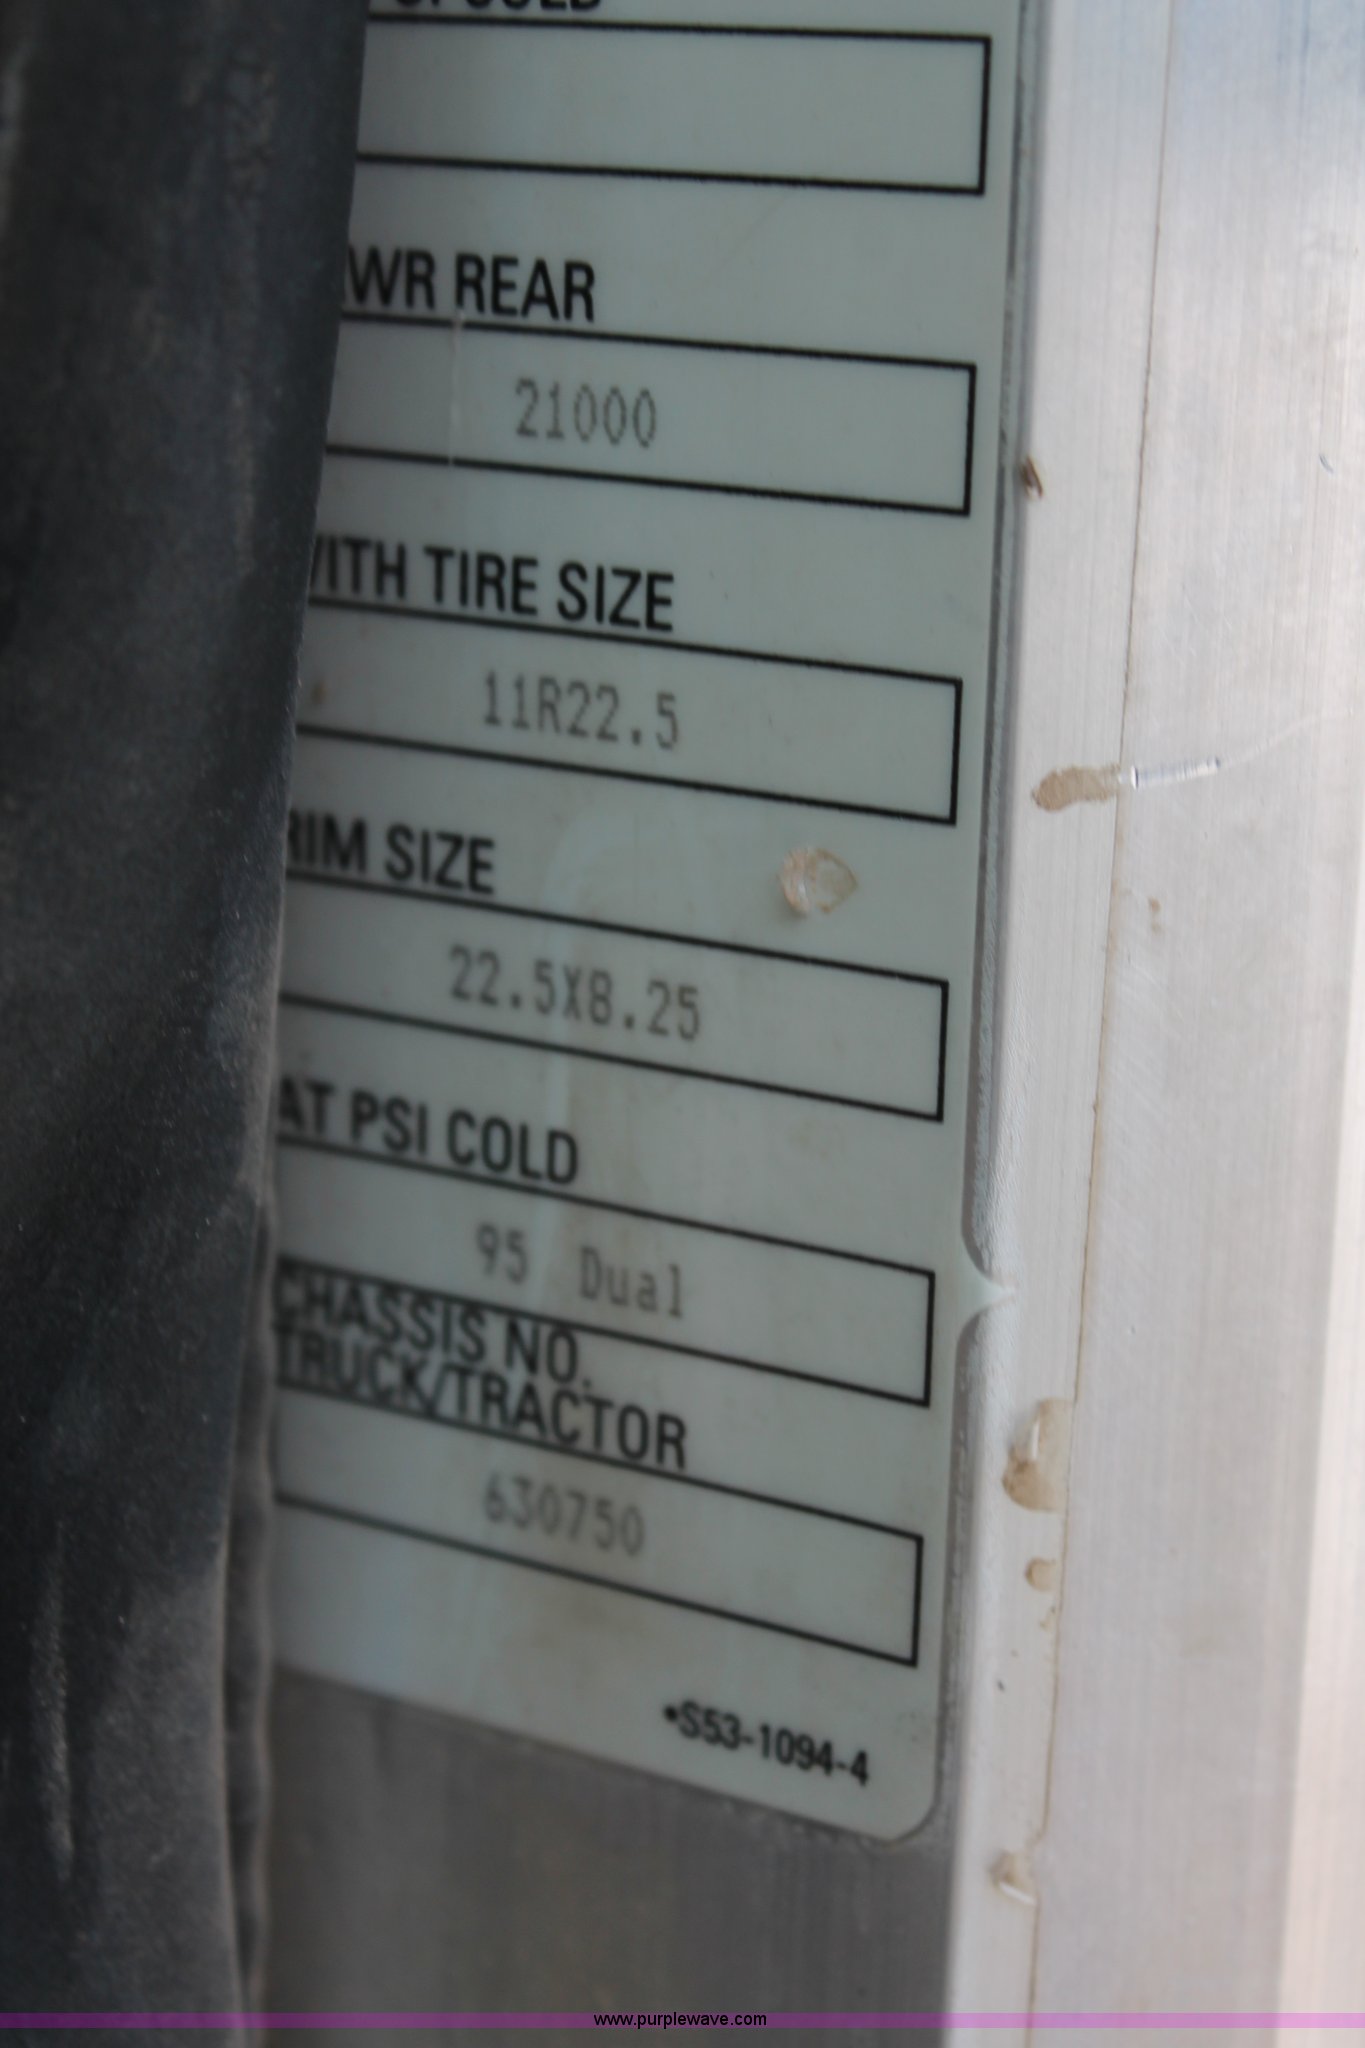 WR REAR
21000
WITH TIRE SIZE
11R22.5
RIM SIZE
22.5X8.25
AT PSI COLD
95 Dual
CHASSIS NO.
TRUCK/TRACTOR
630750
•S53-1094-4
www.purplewave.com